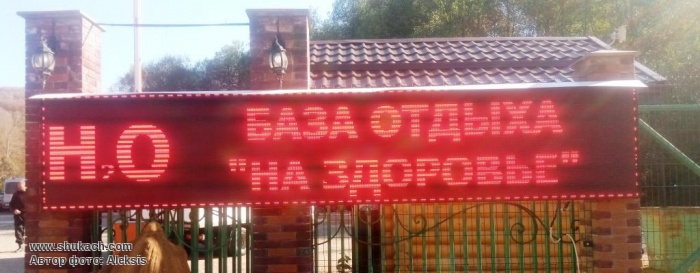 H₂O
БАЗА ОТДЫХА
"НА ЗДОРОВЬЕ"
www.shukach.com
Автор фото: Aleksis